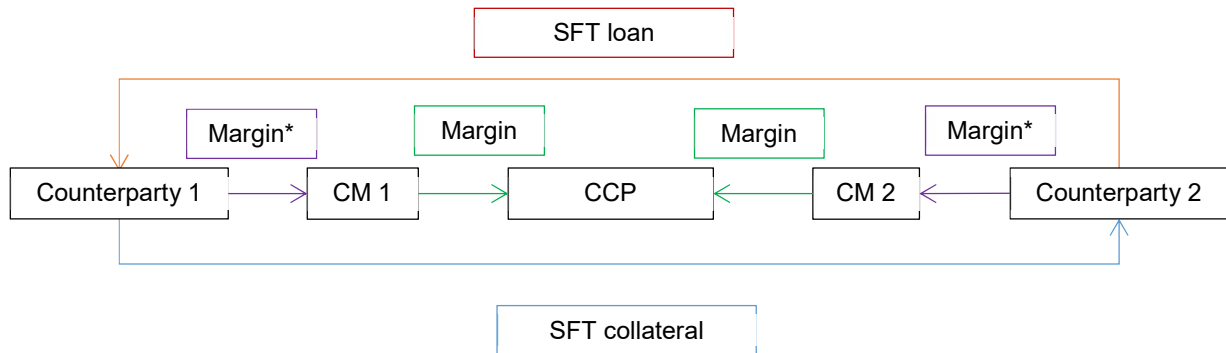 SFT loan
Margin*
Margin
Margin
Margin*
Counterparty 1
CM 1
CCP
CM 2
Counterparty 2
SFT collateral